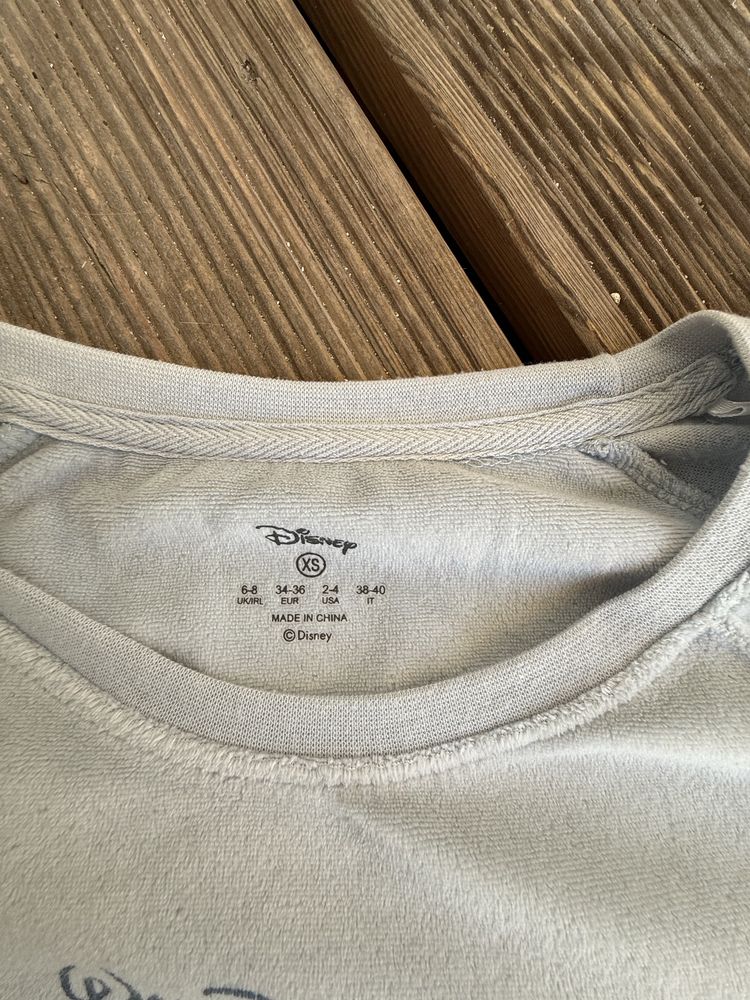 Disney
XS
6-8 34-36 2-4 38-40
UK/IRL EUR USA IT
MADE IN CHINA
©Disney